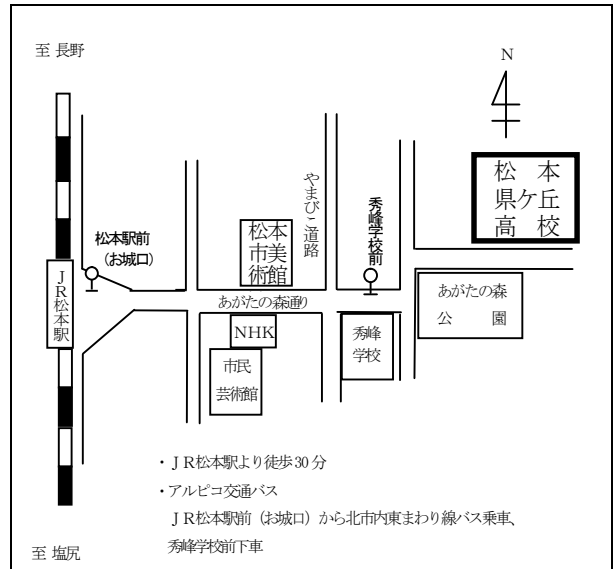 至 長野
N
松 本
県ケ丘
高 校
やまびこ道路
秀峰学校前
松本駅前
（お城口）
松本
市美
術館
JR松本駅
あがたの森通り
あがたの森
公 園
NHK
秀峰
学校
市民
芸術館
・ＪＲ松本駅より徒歩30分
・アルピコ交通バス
ＪＲ松本駅前（お城口）から北市内東まわり線バス乗車、
秀峰学校前下車
至 塩尻